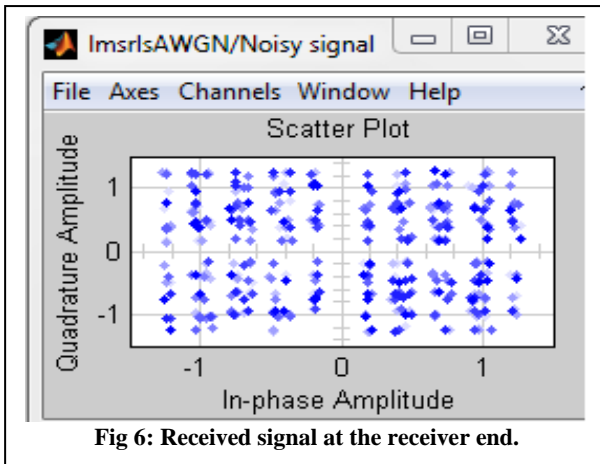 lmsrlsAWGN/Noisy signal
File Axes Channels Window Help
Scatter Plot
Quadrature Amplitude
1
0
-1
-1 0 1
In-phase Amplitude
Fig 6: Received signal at the receiver end.